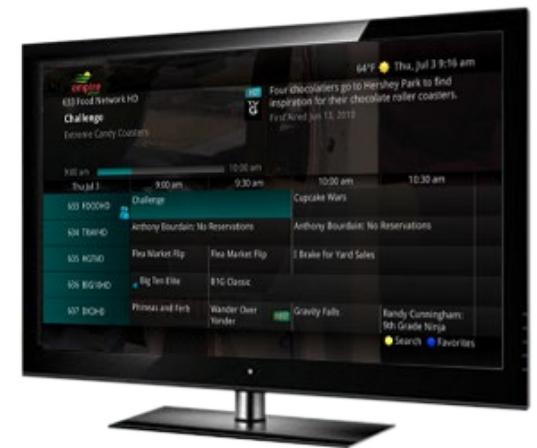 64°F Thu, Jul 3 9:16 am
empire
633 Food Network HD
Challenge
Extreme Candy Coasters
HD
TV
G
Four chocolatiers go to Hershey Park to find
inspiration for their chocolate roller coasters.
First Aired Jun 13, 2010
9:00 am 10:00 am
Thu Jul 3 9:00 am 9:30 am 10:00 am 10:30 am
633 FOODHD Challenge Cupcake Wars
634 TRAVHD Anthony Bourdain: No Reservations Anthony Bourdain: No Reservations
635 HGTVD Flea Market Flip Flea Market Flip I Brake for Yard Sales
636 BIG10HD Big Ten Elite B1G Classic
637 DXDHD Phineas and Ferb Wander Over Yonder Gravity Falls Randy Cunningham: 9th Grade Ninja
Search Favorites